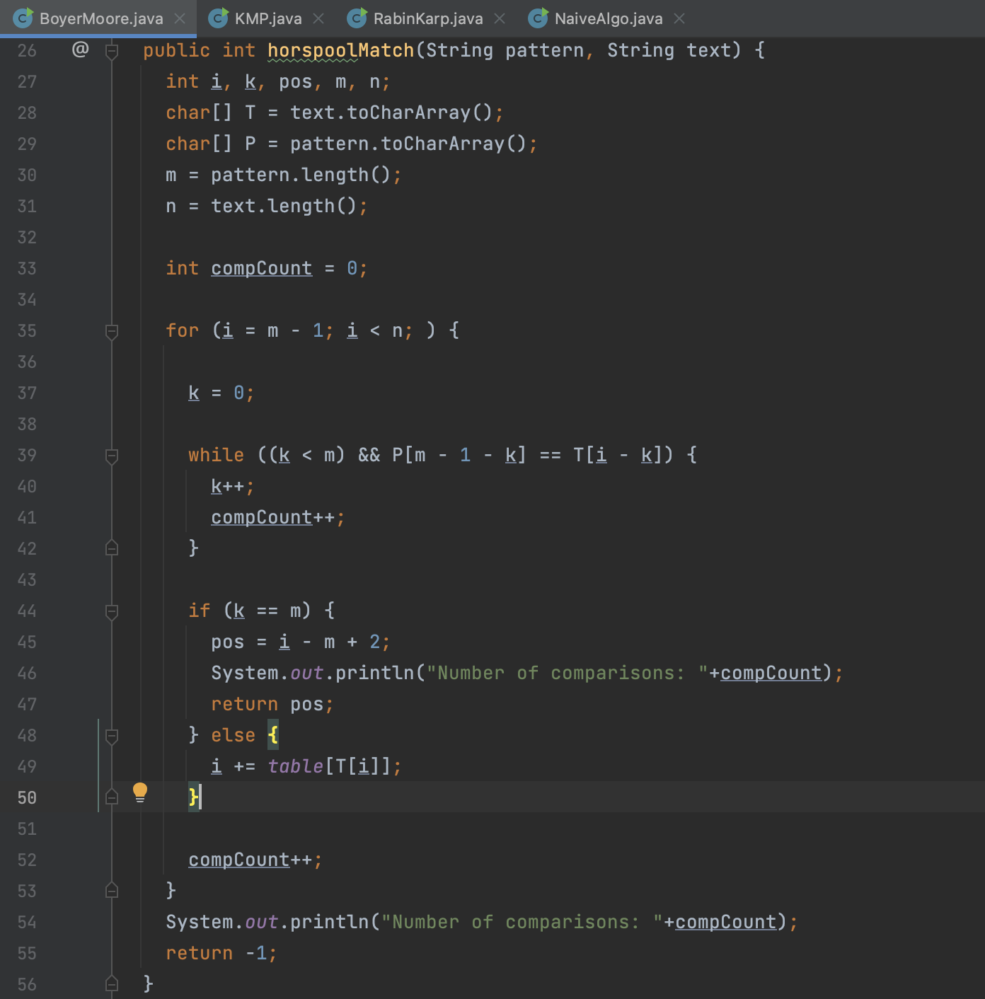 BoyerMoore.java KMP.java RabinKarp.java NaiveAlgo.java
26 @ public int horspoolMatch(String pattern, String text) {
27 int i, k, pos, m, n;
28 char[] T = text.toCharArray();
29 char[] P = pattern.toCharArray();
30 m = pattern.length();
31 n = text.length();
32
33 int compCount = 0;
34
35 for (i = m - 1; i < n; ) {
36
37 k = 0;
38
39 while ((k < m) && P[m - 1 - k] == T[i - k]) {
40 k++;
41 compCount++;
42 }
43
44 if (k == m) {
45 pos = i - m + 2;
46 System.out.println("Number of comparisons: "+compCount);
47 return pos;
48 } else {
49 i += table[T[i]];
50 }
51
52 compCount++;
53 }
54 System.out.println("Number of comparisons: "+compCount);
55 return -1;
56 }